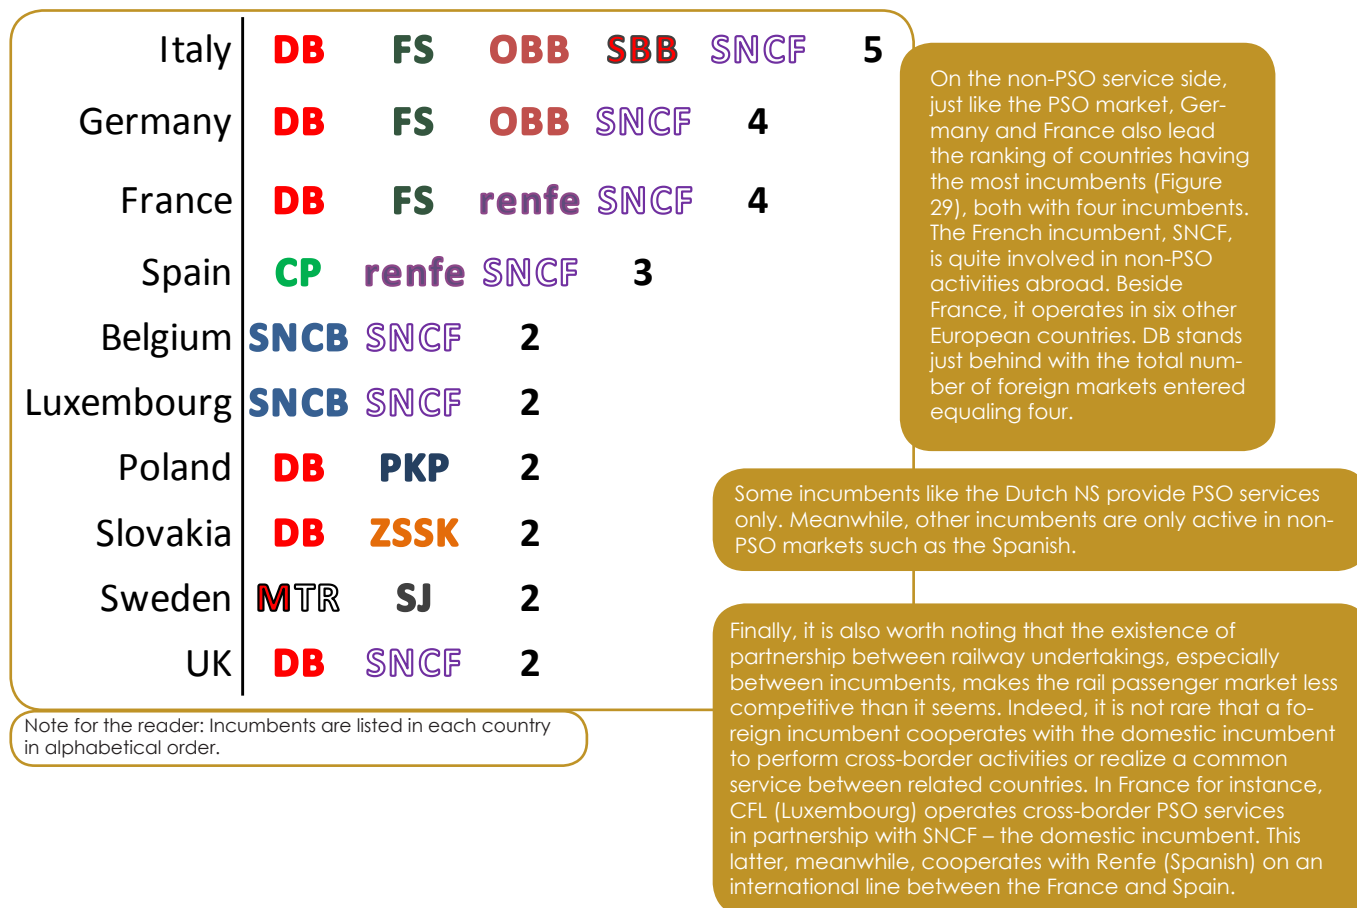 Italy DB FS OBB SBB SNCF 5
Germany DB FS OBB SNCF 4
France DB FS renfe SNCF 4
Spain CP renfe SNCF 3
Belgium SNCB SNCF 2
Luxembourg SNCB SNCF 2
Poland DB PKP 2
Slovakia DB ZSSK 2
Sweden MTR SJ 2
UK DB SNCF 2
Note for the reader: Incumbents are listed in each country
in alphabetical order.
On the non-PSO service side,
just like the PSO market, Ger-
many and France also lead
the ranking of countries having
the most incumbents (Figure
29), both with four incumbents.
The French incumbent, SNCF,
is quite involved in non-PSO
activities abroad. Beside
France, it operates in six other
European countries. DB stands
just behind with the total num-
ber of foreign markets entered
equaling four.
Some incumbents like the Dutch NS provide PSO services
only. Meanwhile, other incumbents are only active in non-
PSO markets such as the Spanish.
Finally, it is also worth noting that the existence of
partnership between railway undertakings, especially
between incumbents, makes the rail passenger market less
competitive than it seems. Indeed, it is not rare that a fo-
reign incumbent cooperates with the domestic incumbent
to perform cross-border activities or realize a common
service between related countries. In France for instance,
CFL (Luxembourg) operates cross-border PSO services
in partnership with SNCF – the domestic incumbent. This
latter, meanwhile, cooperates with Renfe (Spanish) on an
international line between the France and Spain.